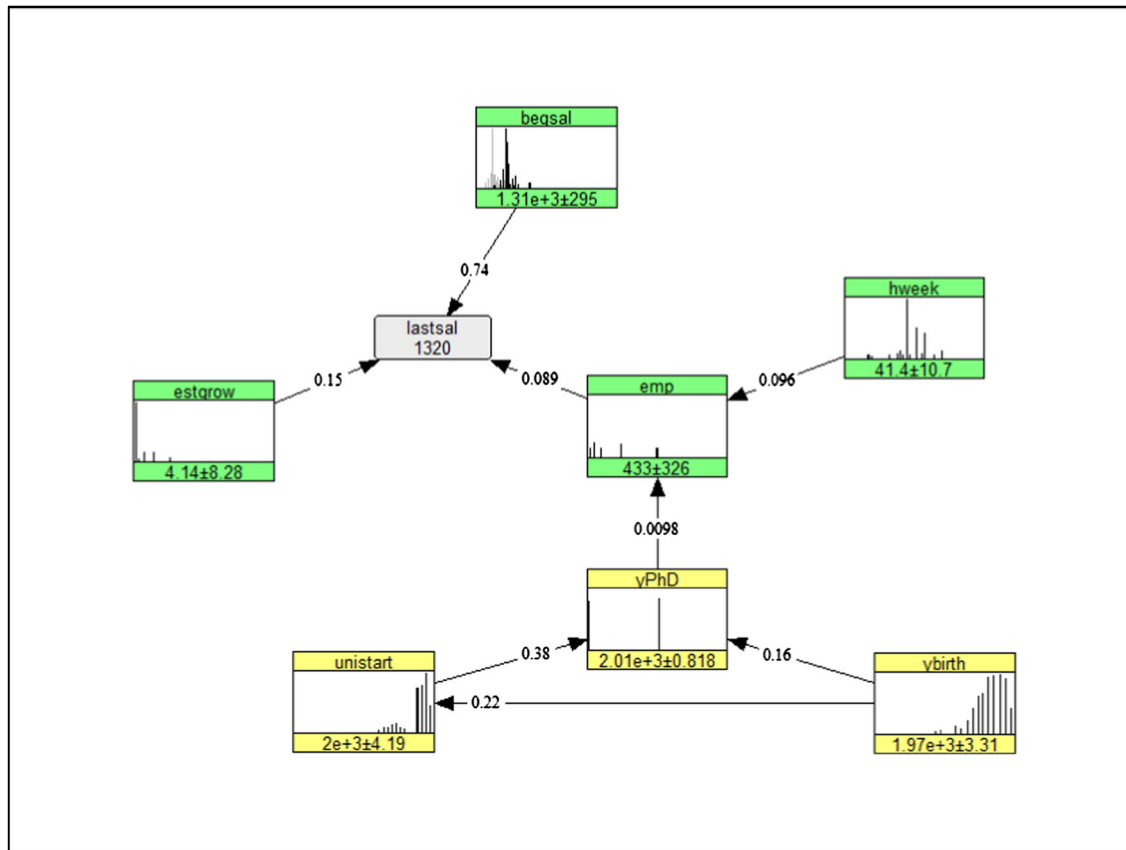 begsal
1.31e+3±295
0.74
hweek
41.4±10.7
lastsal
1320
0.15
0.089
0.096
estgrow
4.14±8.28
emp
433±326
0.0098
yPhD
2.01e+3±0.818
0.38
0.16
unistart
2e+3±4.19
0.22
ybirth
1.97e+3±3.31